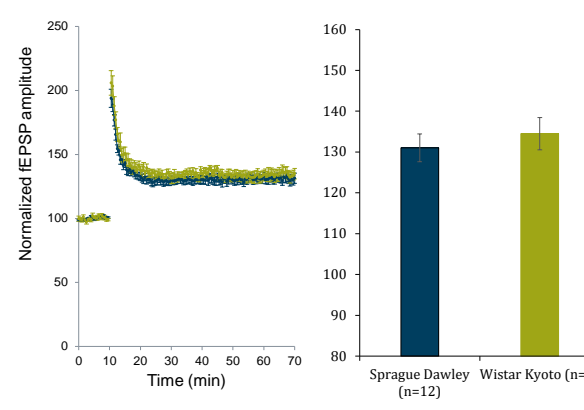 Normalized fEPSP amplitude
250
200
150
100
50
0
0 10 20 30 40 50 60 70
Time (min)
160
150
140
130
120
110
100
90
80
Sprague Dawley
(n=12)
Wistar Kyoto (n=